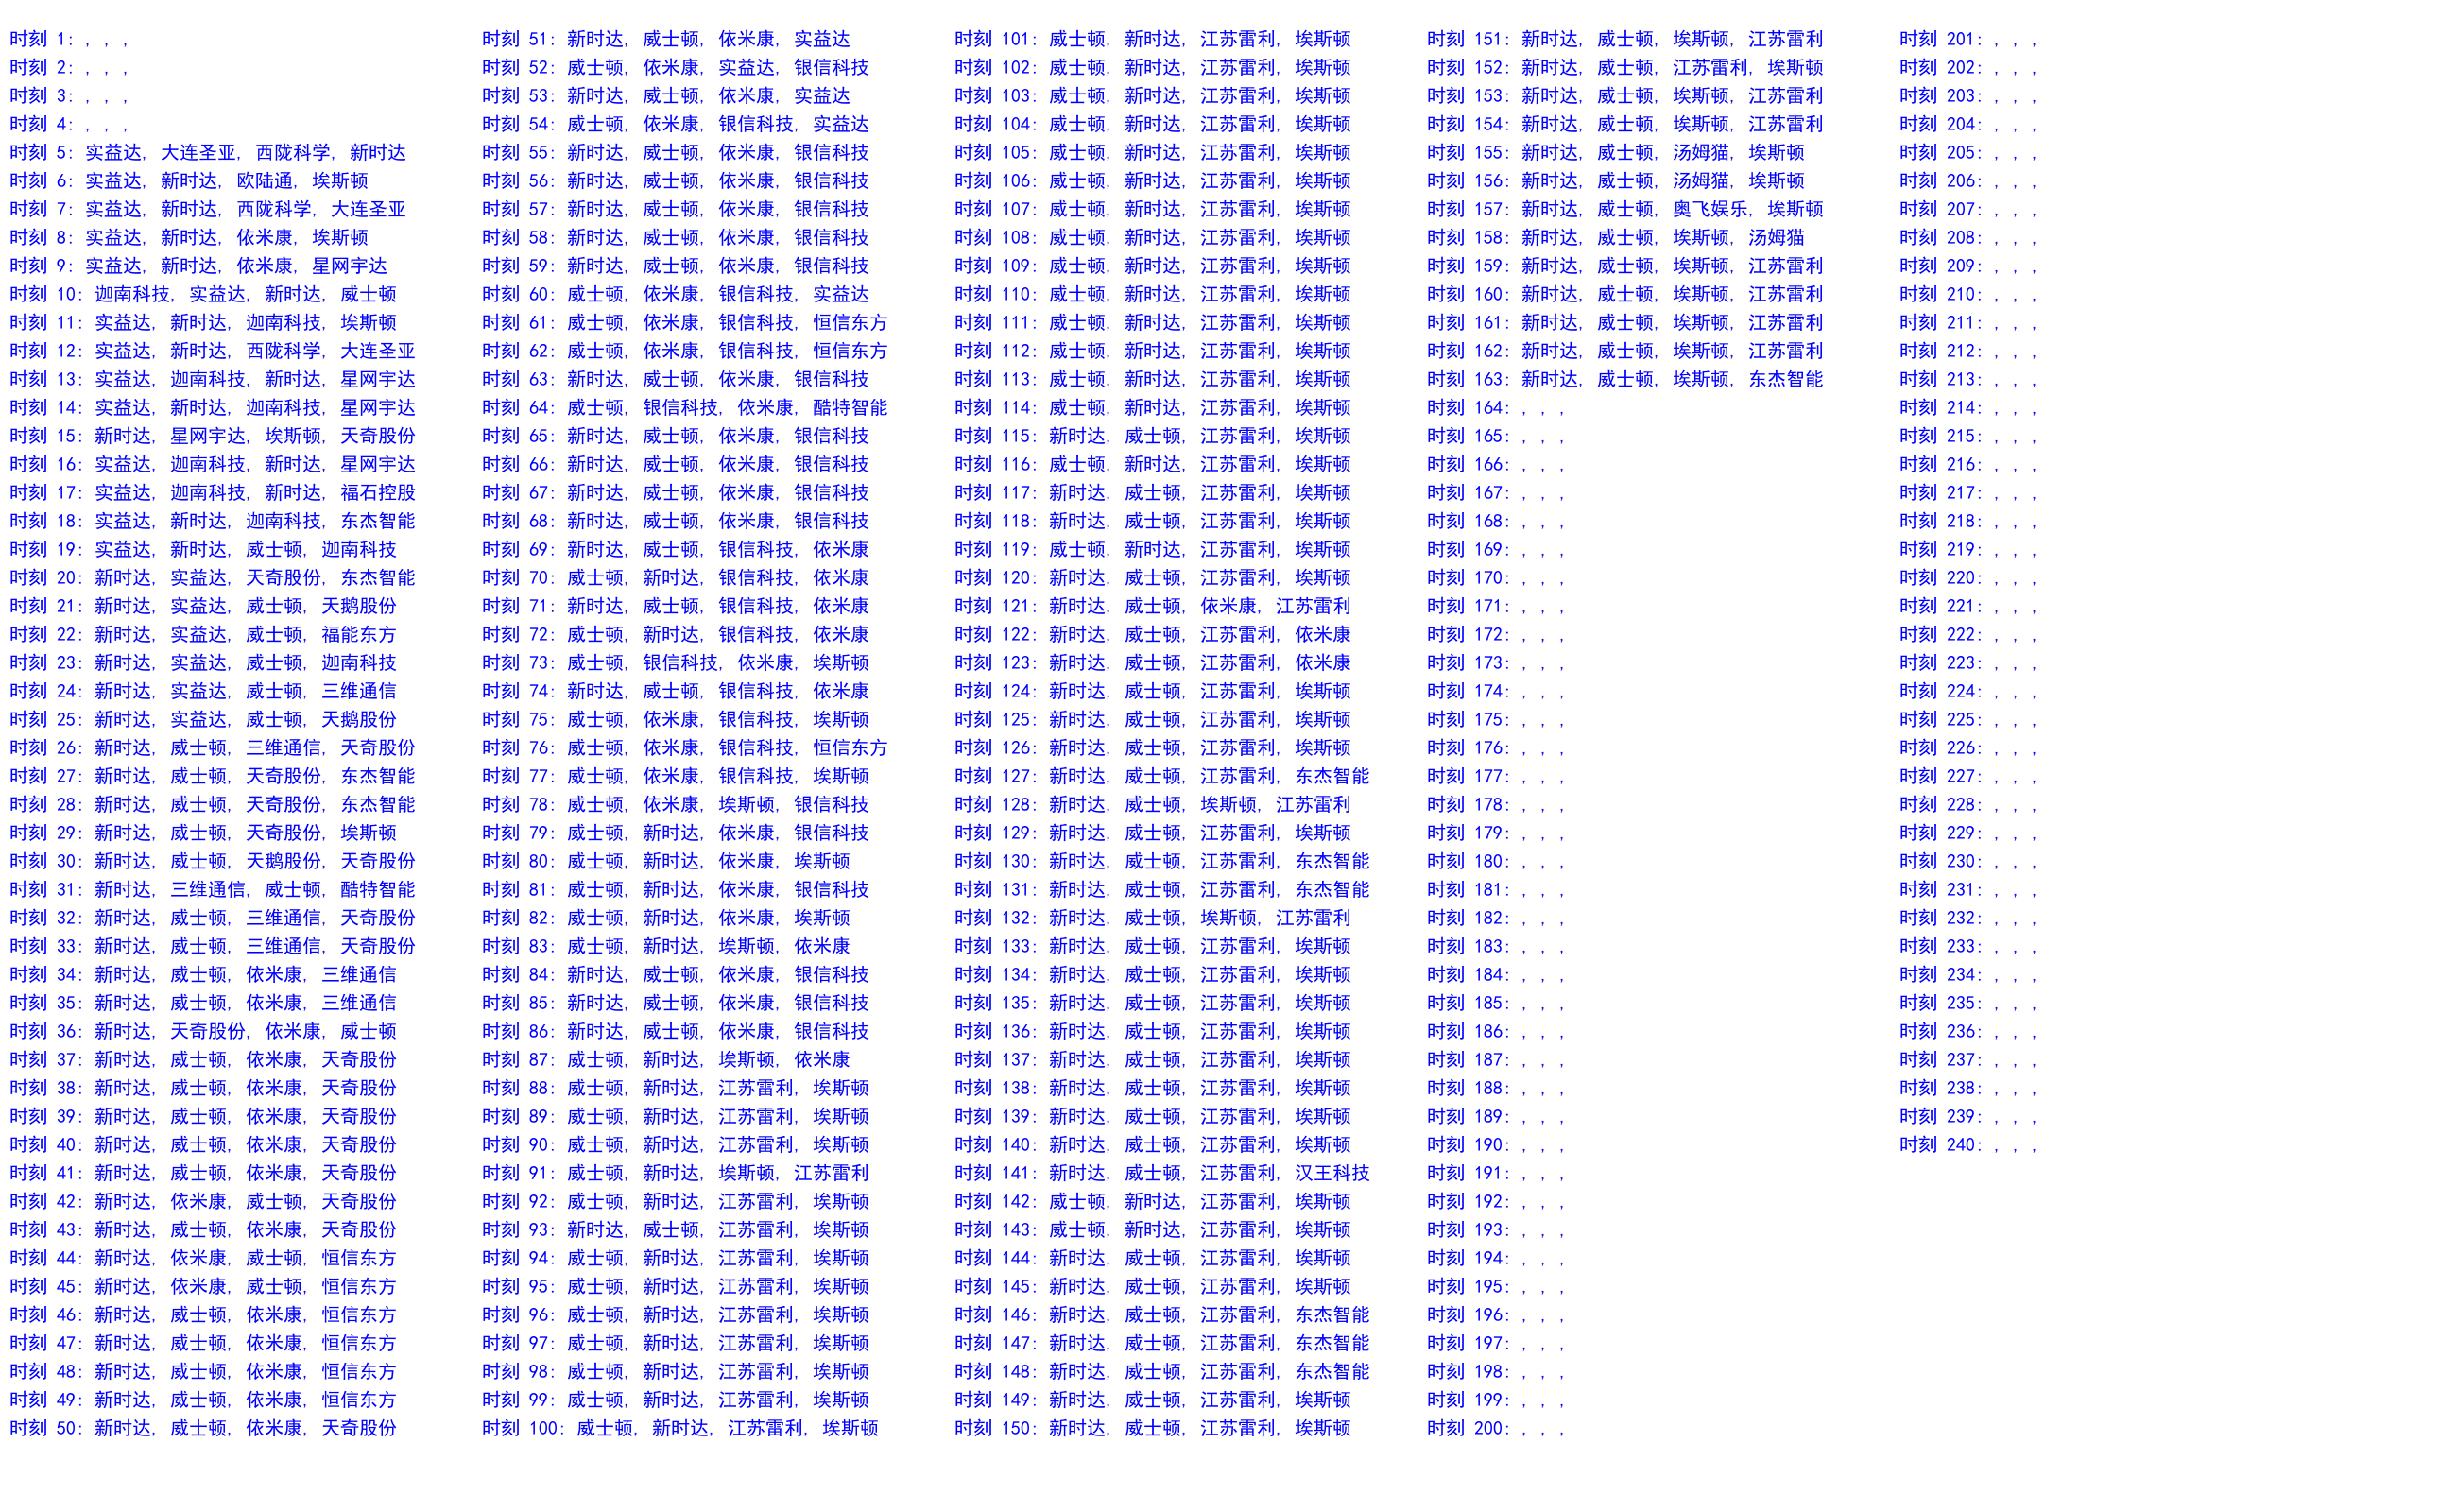 时刻 1: , , ,
时刻 2: , , ,
时刻 3: , , ,
时刻 4: , , ,
时刻 5: 实益达, 大连圣亚, 西陇科学, 新时达
时刻 6: 实益达, 新时达, 欧陆通, 埃斯顿
时刻 7: 实益达, 新时达, 西陇科学, 大连圣亚
时刻 8: 实益达, 新时达, 依米康, 埃斯顿
时刻 9: 实益达, 新时达, 依米康, 星网宇达
时刻 10: 迦南科技, 实益达, 新时达, 威士顿
时刻 11: 实益达, 新时达, 迦南科技, 埃斯顿
时刻 12: 实益达, 新时达, 西陇科学, 大连圣亚
时刻 13: 实益达, 迦南科技, 新时达, 星网宇达
时刻 14: 实益达, 新时达, 迦南科技, 星网宇达
时刻 15: 新时达, 星网宇达, 埃斯顿, 天奇股份
时刻 16: 实益达, 迦南科技, 新时达, 星网宇达
时刻 17: 实益达, 迦南科技, 新时达, 福石控股
时刻 18: 实益达, 新时达, 迦南科技, 东杰智能
时刻 19: 实益达, 新时达, 威士顿, 迦南科技
时刻 20: 新时达, 实益达, 天奇股份, 东杰智能
时刻 21: 新时达, 实益达, 威士顿, 天鹅股份
时刻 22: 新时达, 实益达, 威士顿, 福能东方
时刻 23: 新时达, 实益达, 威士顿, 迦南科技
时刻 24: 新时达, 实益达, 威士顿, 三维通信
时刻 25: 新时达, 实益达, 威士顿, 天鹅股份
时刻 26: 新时达, 威士顿, 三维通信, 天奇股份
时刻 27: 新时达, 威士顿, 天奇股份, 东杰智能
时刻 28: 新时达, 威士顿, 天奇股份, 东杰智能
时刻 29: 新时达, 威士顿, 天奇股份, 埃斯顿
时刻 30: 新时达, 威士顿, 天鹅股份, 天奇股份
时刻 31: 新时达, 三维通信, 威士顿, 酷特智能
时刻 32: 新时达, 威士顿, 三维通信, 天奇股份
时刻 33: 新时达, 威士顿, 三维通信, 天奇股份
时刻 34: 新时达, 威士顿, 依米康, 三维通信
时刻 35: 新时达, 威士顿, 依米康, 三维通信
时刻 36: 新时达, 天奇股份, 依米康, 威士顿
时刻 37: 新时达, 威士顿, 依米康, 天奇股份
时刻 38: 新时达, 威士顿, 依米康, 天奇股份
时刻 39: 新时达, 威士顿, 依米康, 天奇股份
时刻 40: 新时达, 威士顿, 依米康, 天奇股份
时刻 41: 新时达, 威士顿, 依米康, 天奇股份
时刻 42: 新时达, 依米康, 威士顿, 天奇股份
时刻 43: 新时达, 威士顿, 依米康, 天奇股份
时刻 44: 新时达, 依米康, 威士顿, 恒信东方
时刻 45: 新时达, 依米康, 威士顿, 恒信东方
时刻 46: 新时达, 威士顿, 依米康, 恒信东方
时刻 47: 新时达, 威士顿, 依米康, 恒信东方
时刻 48: 新时达, 威士顿, 依米康, 恒信东方
时刻 49: 新时达, 威士顿, 依米康, 恒信东方
时刻 50: 新时达, 威士顿, 依米康, 天奇股份
时刻 51: 新时达, 威士顿, 依米康, 实益达
时刻 52: 威士顿, 依米康, 实益达, 银信科技
时刻 53: 新时达, 威士顿, 依米康, 实益达
时刻 54: 威士顿, 依米康, 银信科技, 实益达
时刻 55: 新时达, 威士顿, 依米康, 银信科技
时刻 56: 新时达, 威士顿, 依米康, 银信科技
时刻 57: 新时达, 威士顿, 依米康, 银信科技
时刻 58: 新时达, 威士顿, 依米康, 银信科技
时刻 59: 新时达, 威士顿, 依米康, 银信科技
时刻 60: 威士顿, 依米康, 银信科技, 实益达
时刻 61: 威士顿, 依米康, 银信科技, 恒信东方
时刻 62: 威士顿, 依米康, 银信科技, 恒信东方
时刻 63: 新时达, 威士顿, 依米康, 银信科技
时刻 64: 威士顿, 银信科技, 依米康, 酷特智能
时刻 65: 新时达, 威士顿, 依米康, 银信科技
时刻 66: 新时达, 威士顿, 依米康, 银信科技
时刻 67: 新时达, 威士顿, 依米康, 银信科技
时刻 68: 新时达, 威士顿, 依米康, 银信科技
时刻 69: 新时达, 威士顿, 银信科技, 依米康
时刻 70: 威士顿, 新时达, 银信科技, 依米康
时刻 71: 新时达, 威士顿, 银信科技, 依米康
时刻 72: 威士顿, 新时达, 银信科技, 依米康
时刻 73: 威士顿, 银信科技, 依米康, 埃斯顿
时刻 74: 新时达, 威士顿, 银信科技, 依米康
时刻 75: 威士顿, 依米康, 银信科技, 埃斯顿
时刻 76: 威士顿, 依米康, 银信科技, 恒信东方
时刻 77: 威士顿, 依米康, 银信科技, 埃斯顿
时刻 78: 威士顿, 依米康, 埃斯顿, 银信科技
时刻 79: 威士顿, 新时达, 依米康, 银信科技
时刻 80: 威士顿, 新时达, 依米康, 埃斯顿
时刻 81: 威士顿, 新时达, 依米康, 银信科技
时刻 82: 威士顿, 新时达, 依米康, 埃斯顿
时刻 83: 威士顿, 新时达, 埃斯顿, 依米康
时刻 84: 新时达, 威士顿, 依米康, 银信科技
时刻 85: 新时达, 威士顿, 依米康, 银信科技
时刻 86: 新时达, 威士顿, 依米康, 银信科技
时刻 87: 威士顿, 新时达, 埃斯顿, 依米康
时刻 88: 威士顿, 新时达, 江苏雷利, 埃斯顿
时刻 89: 威士顿, 新时达, 江苏雷利, 埃斯顿
时刻 90: 威士顿, 新时达, 江苏雷利, 埃斯顿
时刻 91: 威士顿, 新时达, 埃斯顿, 江苏雷利
时刻 92: 威士顿, 新时达, 江苏雷利, 埃斯顿
时刻 93: 新时达, 威士顿, 江苏雷利, 埃斯顿
时刻 94: 威士顿, 新时达, 江苏雷利, 埃斯顿
时刻 95: 威士顿, 新时达, 江苏雷利, 埃斯顿
时刻 96: 威士顿, 新时达, 江苏雷利, 埃斯顿
时刻 97: 威士顿, 新时达, 江苏雷利, 埃斯顿
时刻 98: 威士顿, 新时达, 江苏雷利, 埃斯顿
时刻 99: 威士顿, 新时达, 江苏雷利, 埃斯顿
时刻 100: 威士顿, 新时达, 江苏雷利, 埃斯顿
时刻 101: 威士顿, 新时达, 江苏雷利, 埃斯顿
时刻 102: 威士顿, 新时达, 江苏雷利, 埃斯顿
时刻 103: 威士顿, 新时达, 江苏雷利, 埃斯顿
时刻 104: 威士顿, 新时达, 江苏雷利, 埃斯顿
时刻 105: 威士顿, 新时达, 江苏雷利, 埃斯顿
时刻 106: 威士顿, 新时达, 江苏雷利, 埃斯顿
时刻 107: 威士顿, 新时达, 江苏雷利, 埃斯顿
时刻 108: 威士顿, 新时达, 江苏雷利, 埃斯顿
时刻 109: 威士顿, 新时达, 江苏雷利, 埃斯顿
时刻 110: 威士顿, 新时达, 江苏雷利, 埃斯顿
时刻 111: 威士顿, 新时达, 江苏雷利, 埃斯顿
时刻 112: 威士顿, 新时达, 江苏雷利, 埃斯顿
时刻 113: 威士顿, 新时达, 江苏雷利, 埃斯顿
时刻 114: 威士顿, 新时达, 江苏雷利, 埃斯顿
时刻 115: 新时达, 威士顿, 江苏雷利, 埃斯顿
时刻 116: 威士顿, 新时达, 江苏雷利, 埃斯顿
时刻 117: 新时达, 威士顿, 江苏雷利, 埃斯顿
时刻 118: 新时达, 威士顿, 江苏雷利, 埃斯顿
时刻 119: 威士顿, 新时达, 江苏雷利, 埃斯顿
时刻 120: 新时达, 威士顿, 江苏雷利, 埃斯顿
时刻 121: 新时达, 威士顿, 依米康, 江苏雷利
时刻 122: 新时达, 威士顿, 江苏雷利, 依米康
时刻 123: 新时达, 威士顿, 江苏雷利, 依米康
时刻 124: 新时达, 威士顿, 江苏雷利, 埃斯顿
时刻 125: 新时达, 威士顿, 江苏雷利, 埃斯顿
时刻 126: 新时达, 威士顿, 江苏雷利, 埃斯顿
时刻 127: 新时达, 威士顿, 江苏雷利, 东杰智能
时刻 128: 新时达, 威士顿, 埃斯顿, 江苏雷利
时刻 129: 新时达, 威士顿, 江苏雷利, 埃斯顿
时刻 130: 新时达, 威士顿, 江苏雷利, 东杰智能
时刻 131: 新时达, 威士顿, 江苏雷利, 东杰智能
时刻 132: 新时达, 威士顿, 埃斯顿, 江苏雷利
时刻 133: 新时达, 威士顿, 江苏雷利, 埃斯顿
时刻 134: 新时达, 威士顿, 江苏雷利, 埃斯顿
时刻 135: 新时达, 威士顿, 江苏雷利, 埃斯顿
时刻 136: 新时达, 威士顿, 江苏雷利, 埃斯顿
时刻 137: 新时达, 威士顿, 江苏雷利, 埃斯顿
时刻 138: 新时达, 威士顿, 江苏雷利, 埃斯顿
时刻 139: 新时达, 威士顿, 江苏雷利, 埃斯顿
时刻 140: 新时达, 威士顿, 江苏雷利, 埃斯顿
时刻 141: 新时达, 威士顿, 江苏雷利, 汉王科技
时刻 142: 威士顿, 新时达, 江苏雷利, 埃斯顿
时刻 143: 威士顿, 新时达, 江苏雷利, 埃斯顿
时刻 144: 新时达, 威士顿, 江苏雷利, 埃斯顿
时刻 145: 新时达, 威士顿, 江苏雷利, 埃斯顿
时刻 146: 新时达, 威士顿, 江苏雷利, 东杰智能
时刻 147: 新时达, 威士顿, 江苏雷利, 东杰智能
时刻 148: 新时达, 威士顿, 江苏雷利, 东杰智能
时刻 149: 新时达, 威士顿, 江苏雷利, 埃斯顿
时刻 150: 新时达, 威士顿, 江苏雷利, 埃斯顿
时刻 151: 新时达, 威士顿, 埃斯顿, 江苏雷利
时刻 152: 新时达, 威士顿, 江苏雷利, 埃斯顿
时刻 153: 新时达, 威士顿, 埃斯顿, 江苏雷利
时刻 154: 新时达, 威士顿, 埃斯顿, 江苏雷利
时刻 155: 新时达, 威士顿, 汤姆猫, 埃斯顿
时刻 156: 新时达, 威士顿, 汤姆猫, 埃斯顿
时刻 157: 新时达, 威士顿, 奥飞娱乐, 埃斯顿
时刻 158: 新时达, 威士顿, 埃斯顿, 汤姆猫
时刻 159: 新时达, 威士顿, 埃斯顿, 江苏雷利
时刻 160: 新时达, 威士顿, 埃斯顿, 江苏雷利
时刻 161: 新时达, 威士顿, 埃斯顿, 江苏雷利
时刻 162: 新时达, 威士顿, 埃斯顿, 江苏雷利
时刻 163: 新时达, 威士顿, 埃斯顿, 东杰智能
时刻 164: , , ,
时刻 165: , , ,
时刻 166: , , ,
时刻 167: , , ,
时刻 168: , , ,
时刻 169: , , ,
时刻 170: , , ,
时刻 171: , , ,
时刻 172: , , ,
时刻 173: , , ,
时刻 174: , , ,
时刻 175: , , ,
时刻 176: , , ,
时刻 177: , , ,
时刻 178: , , ,
时刻 179: , , ,
时刻 180: , , ,
时刻 181: , , ,
时刻 182: , , ,
时刻 183: , , ,
时刻 184: , , ,
时刻 185: , , ,
时刻 186: , , ,
时刻 187: , , ,
时刻 188: , , ,
时刻 189: , , ,
时刻 190: , , ,
时刻 191: , , ,
时刻 192: , , ,
时刻 193: , , ,
时刻 194: , , ,
时刻 195: , , ,
时刻 196: , , ,
时刻 197: , , ,
时刻 198: , , ,
时刻 199: , , ,
时刻 200: , , ,
时刻 201: , , ,
时刻 202: , , ,
时刻 203: , , ,
时刻 204: , , ,
时刻 205: , , ,
时刻 206: , , ,
时刻 207: , , ,
时刻 208: , , ,
时刻 209: , , ,
时刻 210: , , ,
时刻 211: , , ,
时刻 212: , , ,
时刻 213: , , ,
时刻 214: , , ,
时刻 215: , , ,
时刻 216: , , ,
时刻 217: , , ,
时刻 218: , , ,
时刻 219: , , ,
时刻 220: , , ,
时刻 221: , , ,
时刻 222: , , ,
时刻 223: , , ,
时刻 224: , , ,
时刻 225: , , ,
时刻 226: , , ,
时刻 227: , , ,
时刻 228: , , ,
时刻 229: , , ,
时刻 230: , , ,
时刻 231: , , ,
时刻 232: , , ,
时刻 233: , , ,
时刻 234: , , ,
时刻 235: , , ,
时刻 236: , , ,
时刻 237: , , ,
时刻 238: , , ,
时刻 239: , , ,
时刻 240: , , ,